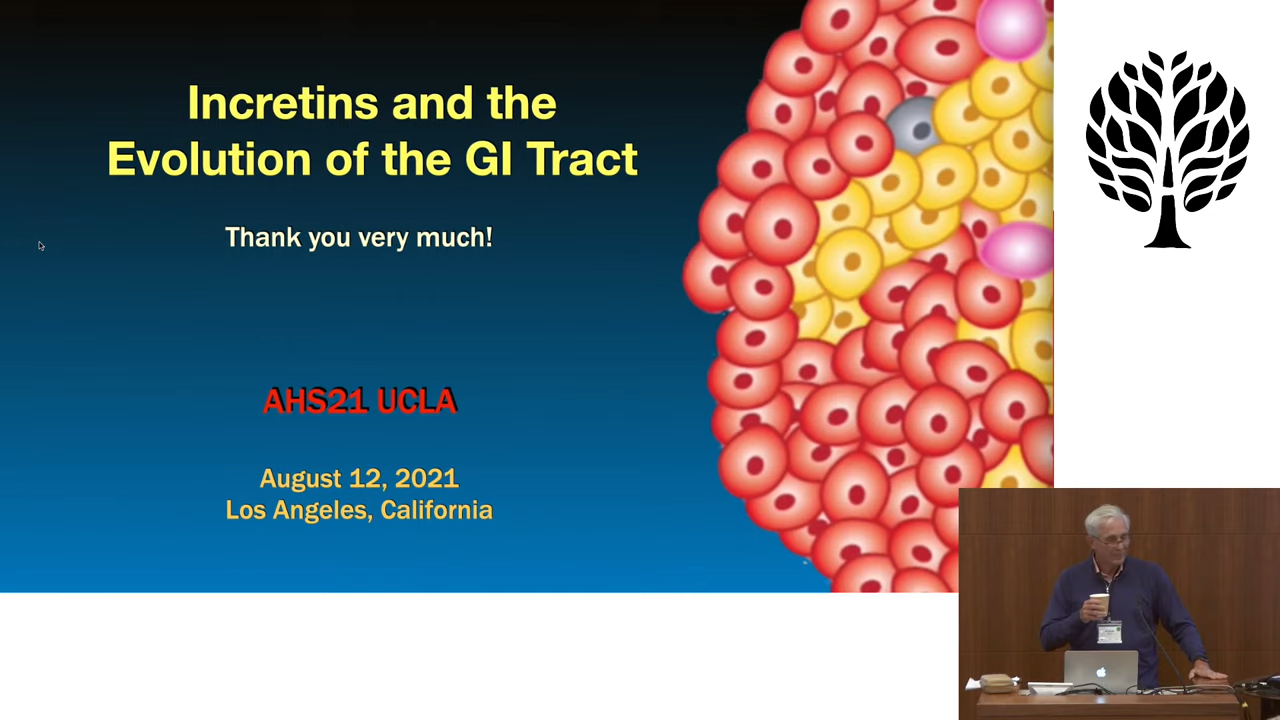 Incretins and the
Evolution of the GI Tract
Thank you very much!
AHS21 UCLA
August 12, 2021
Los Angeles, California